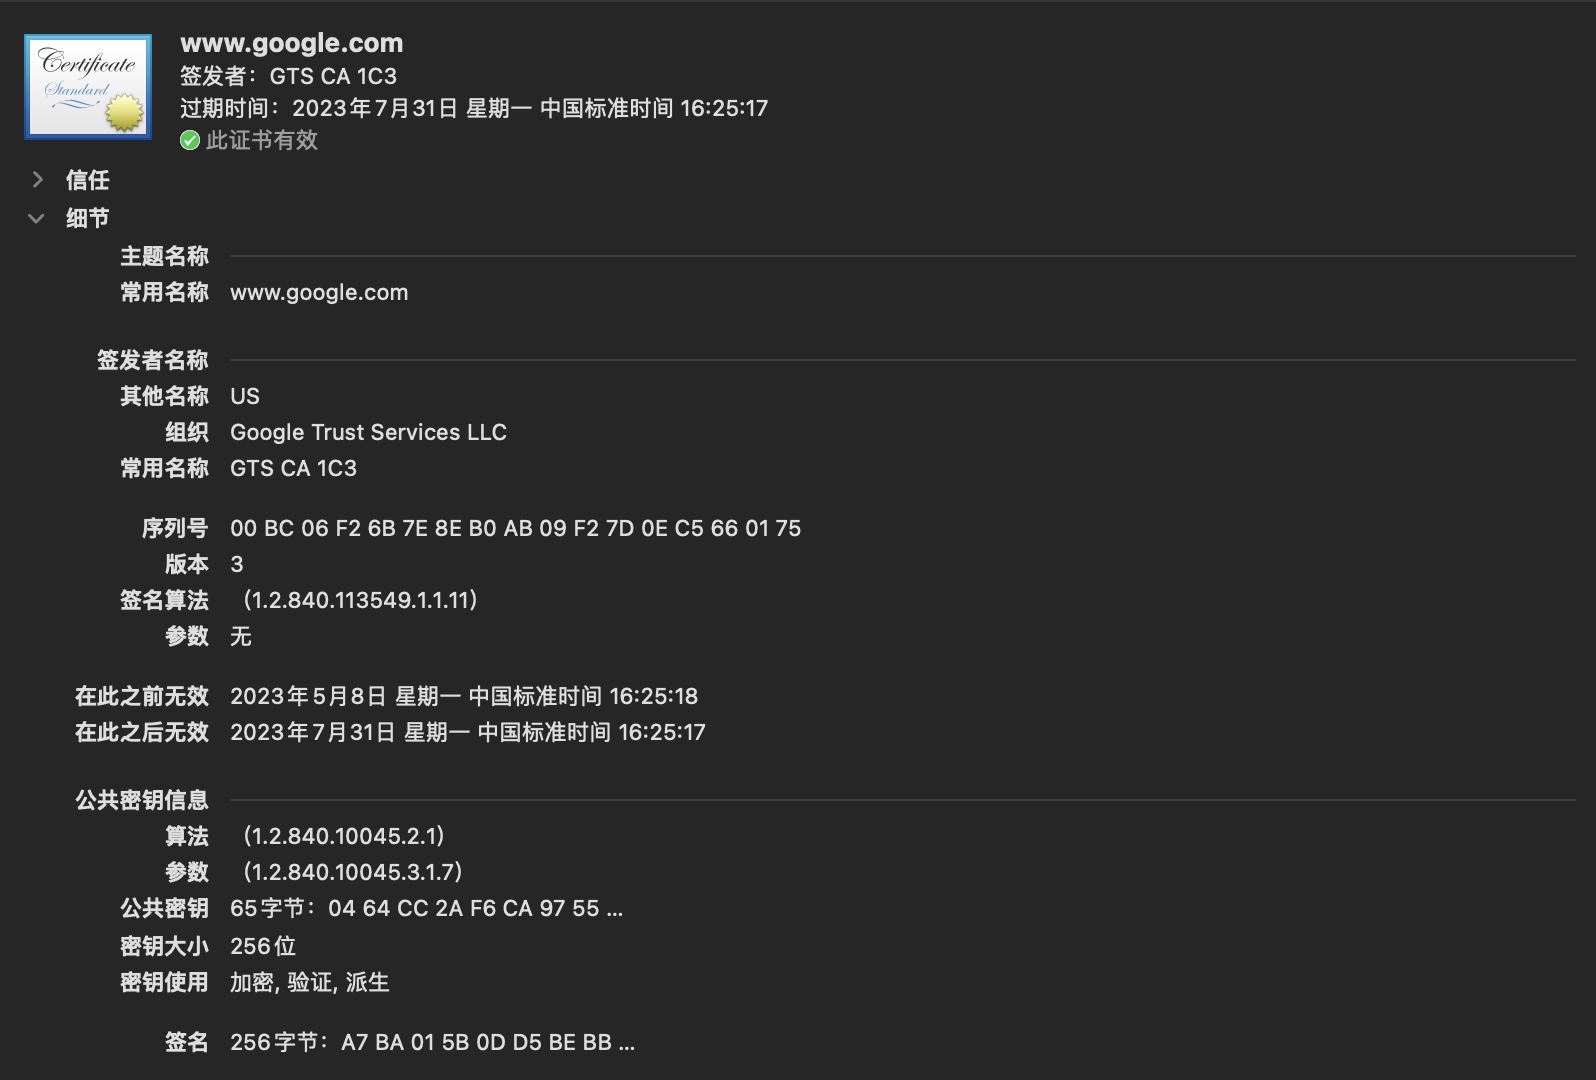 Certificate
Standard
www.google.com
签发者：GTS CA 1C3
过期时间：2023年7月31日 星期一 中国标准时间 16:25:17
此证书有效
信任
细节
主题名称
常用名称 www.google.com
签发者名称
其他名称 US
组织 Google Trust Services LLC
常用名称 GTS CA 1C3
序列号 00 BC 06 F2 6B 7E 8E B0 AB 09 F2 7D 0E C5 66 01 75
版本 3
签名算法 （1.2.840.113549.1.1.11）
参数 无
在此之前无效 2023年5月8日 星期一 中国标准时间 16:25:18
在此之后无效 2023年7月31日 星期一 中国标准时间 16:25:17
公共密钥信息
算法 （1.2.840.10045.2.1）
参数 （1.2.840.10045.3.1.7）
公共密钥 65字节：04 64 CC 2A F6 CA 97 55 ...
密钥大小 256位
密钥使用 加密, 验证, 派生
签名 256字节：A7 BA 01 5B 0D D5 BE BB ...